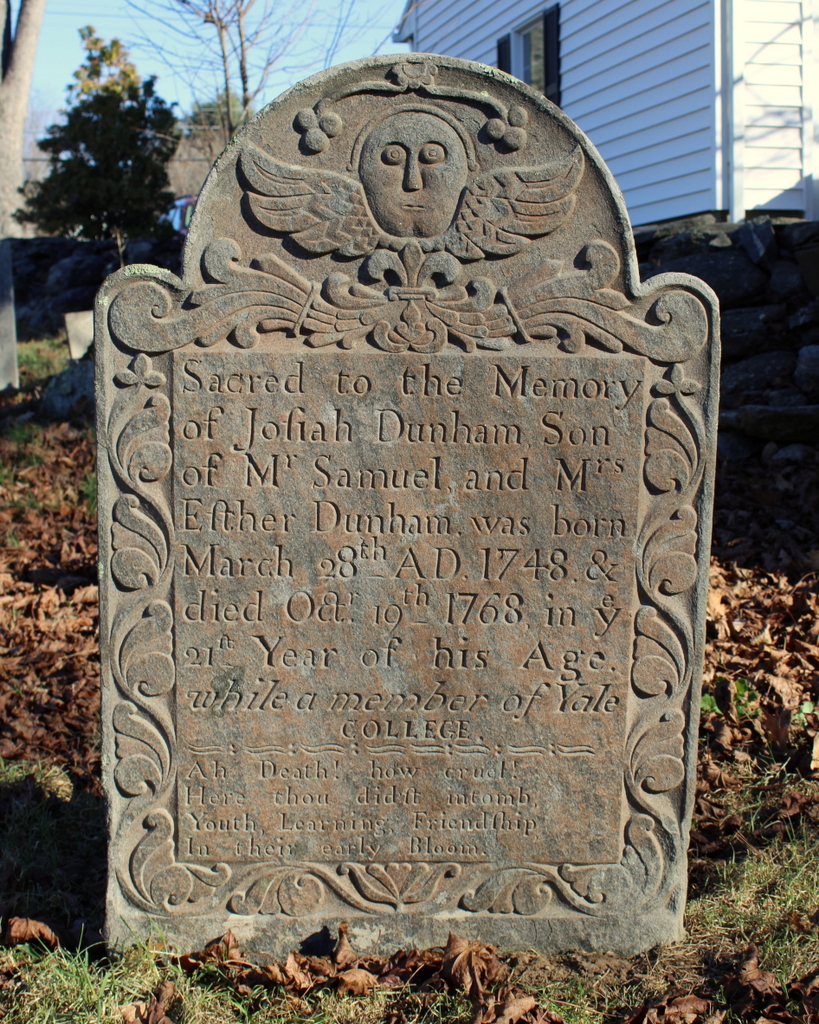 Sacred to the Memory
of Joſiah Dunham, Son
of Mʳ Samuel, and Mʳˢ
Eſther Dunham, was born
March 28ᵗʰ AD. 1748. &
died Octʳ. 19ᵗʰ 1768, in yᵉ
21ſᵗ Year of his Age.
while a member of Yale
COLLEGE.
Ah Death! how cruel!
Here thou didſt intomb,
Youth, Learning, Friendſhip
In their early Bloom.